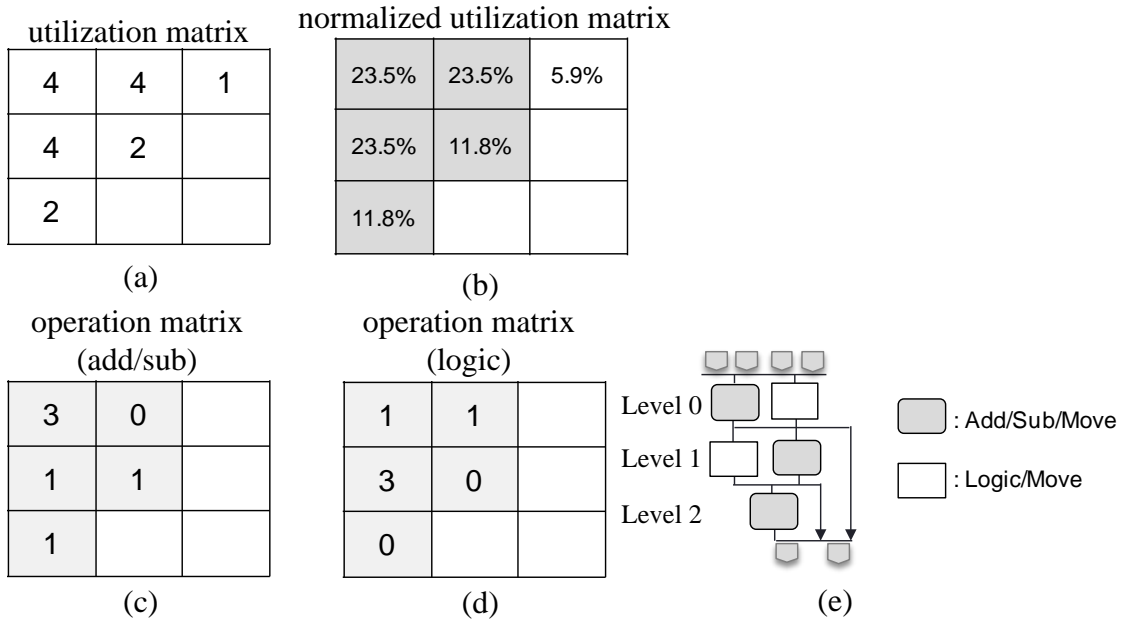 utilization matrix
4 4 1
4 2
2
(a)
normalized utilization matrix
23.5% 23.5% 5.9%
23.5% 11.8%
11.8%
(b)
operation matrix
(add/sub)
3 0
1 1
1
(c)
operation matrix
(logic)
1 1
3 0
0
(d)
Level 0
Level 1
Level 2
(e)
: Add/Sub/Move
: Logic/Move